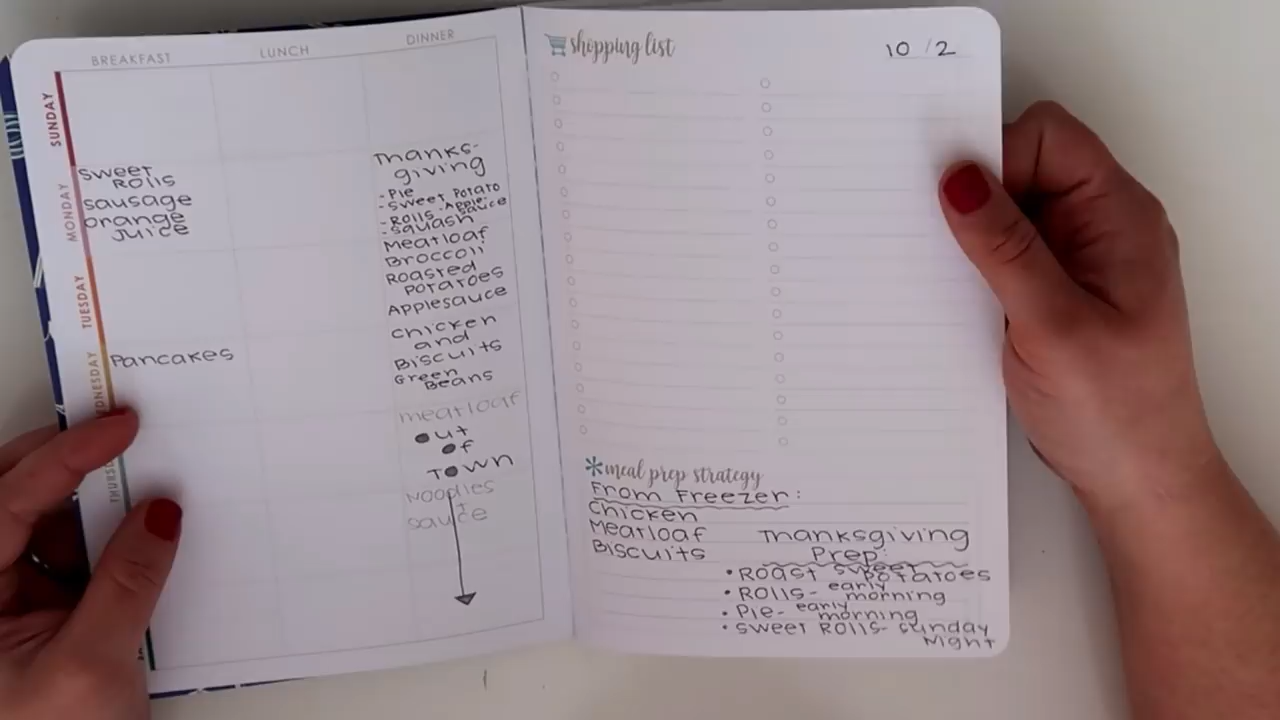 BREAKFAST LUNCH DINNER
SUNDAY
MONDAY
sweet
Rolls
sausage
orange
juice
Thanks-
giving
- Pie
- sweet Potato
- Rolls - Apple-
sauce
- squash
TUESDAY
Meatloaf
Broccoli
Roasted
Potatoes
Applesauce
Pancakes
chicken
and
Biscuits
Green
Beans
meatloaf
out
of
Town
Noodles
+
sauce
shopping list
10 / 2
meal prep strategy
From Freezer:
Chicken
Meatloaf
Biscuits
Thanksgiving
Prep:
• Roast sweet
Potatoes
• Rolls - early
morning
• Pie - early
morning
• sweet Rolls - sunday
Night